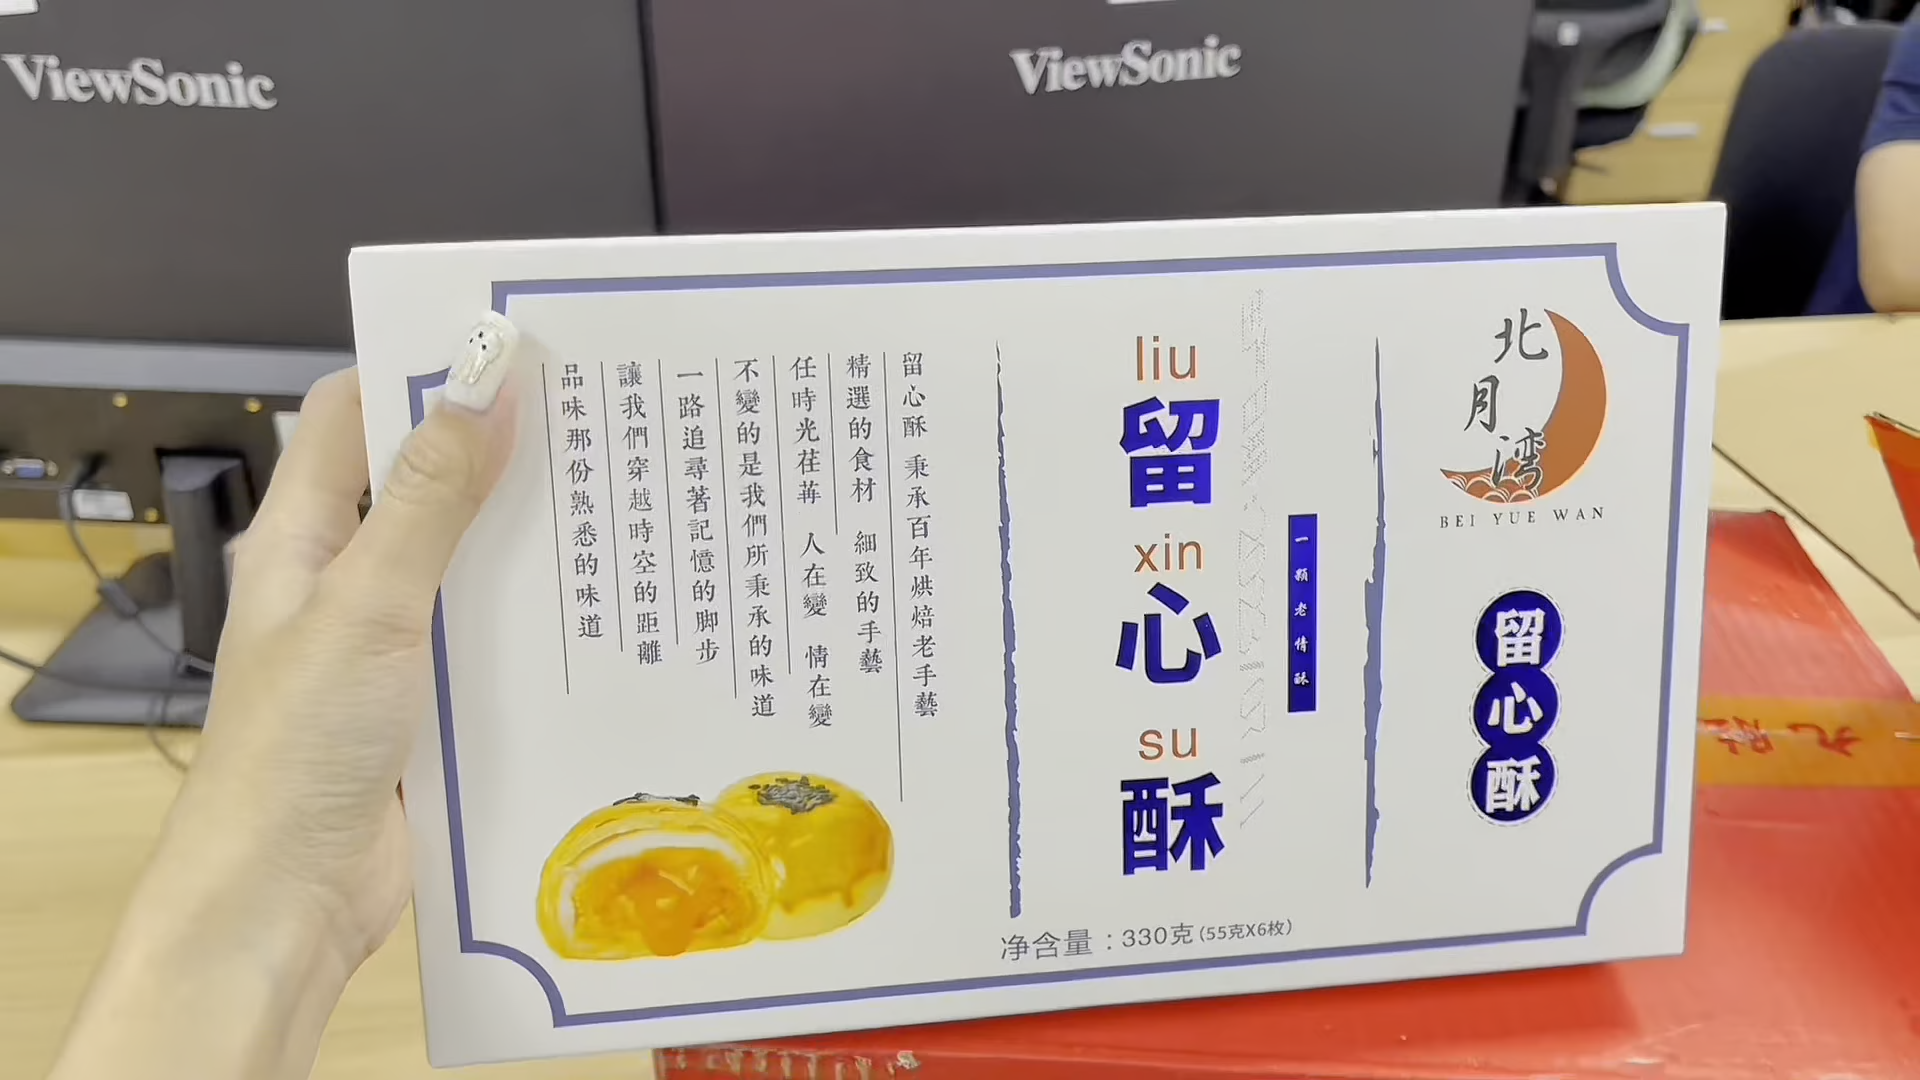 ViewSonic
ViewSonic
北月湾
BEI YUE WAN
留心酥
一颗老情酥
liu
留
xin
心
su
酥
留心酥 秉承百年烘焙老手藝
精選的食材 細致的手藝
任時光荏苒 人在變 情在變
不變的是我們所秉承的味道
一路追尋著記憶的脚步
讓我們穿越時空的距離
品味那份熟悉的味道
净含量：330克(55克X6枚)